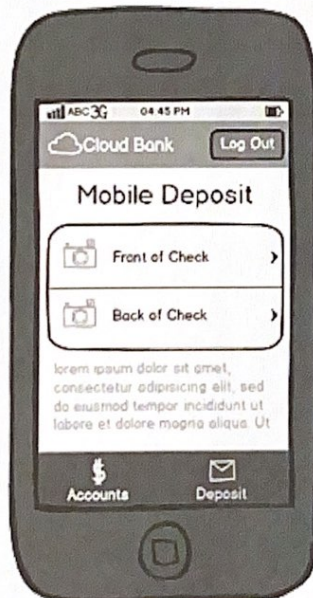 ABC 3G 04:45 PM
Cloud Bank Log Out
Mobile Deposit
Front of Check
Back of Check
lorem ipsum dolor sit amet,
consectetur adipisicing elit, sed
do eiusmod tempor incididunt ut
labore et dolore magna aliqua. Ut
Accounts Deposit